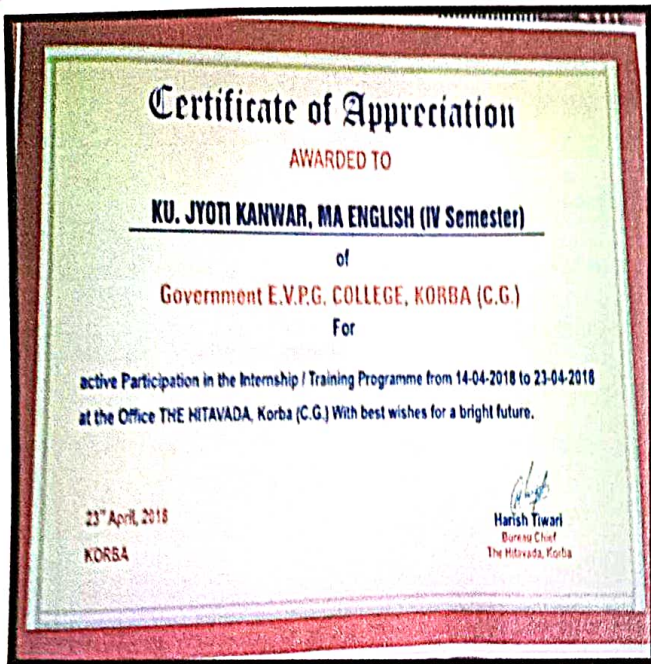 Certificate of Appreciation
AWARDED TO
KU. JYOTI KANWAR, MA ENGLISH (IV Semester)
of
Government E.V.P.G. COLLEGE, KORBA (C.G.)
For
active Participation in the Internship / Training Programme from 14-04-2018 to 23-04-2018
at the Office THE HITAVADA, Korba (C.G.) With best wishes for a bright future.
23rd April, 2018
KORBA
Harish Tiwari
Bureau Chief
The Hitavada, Korba